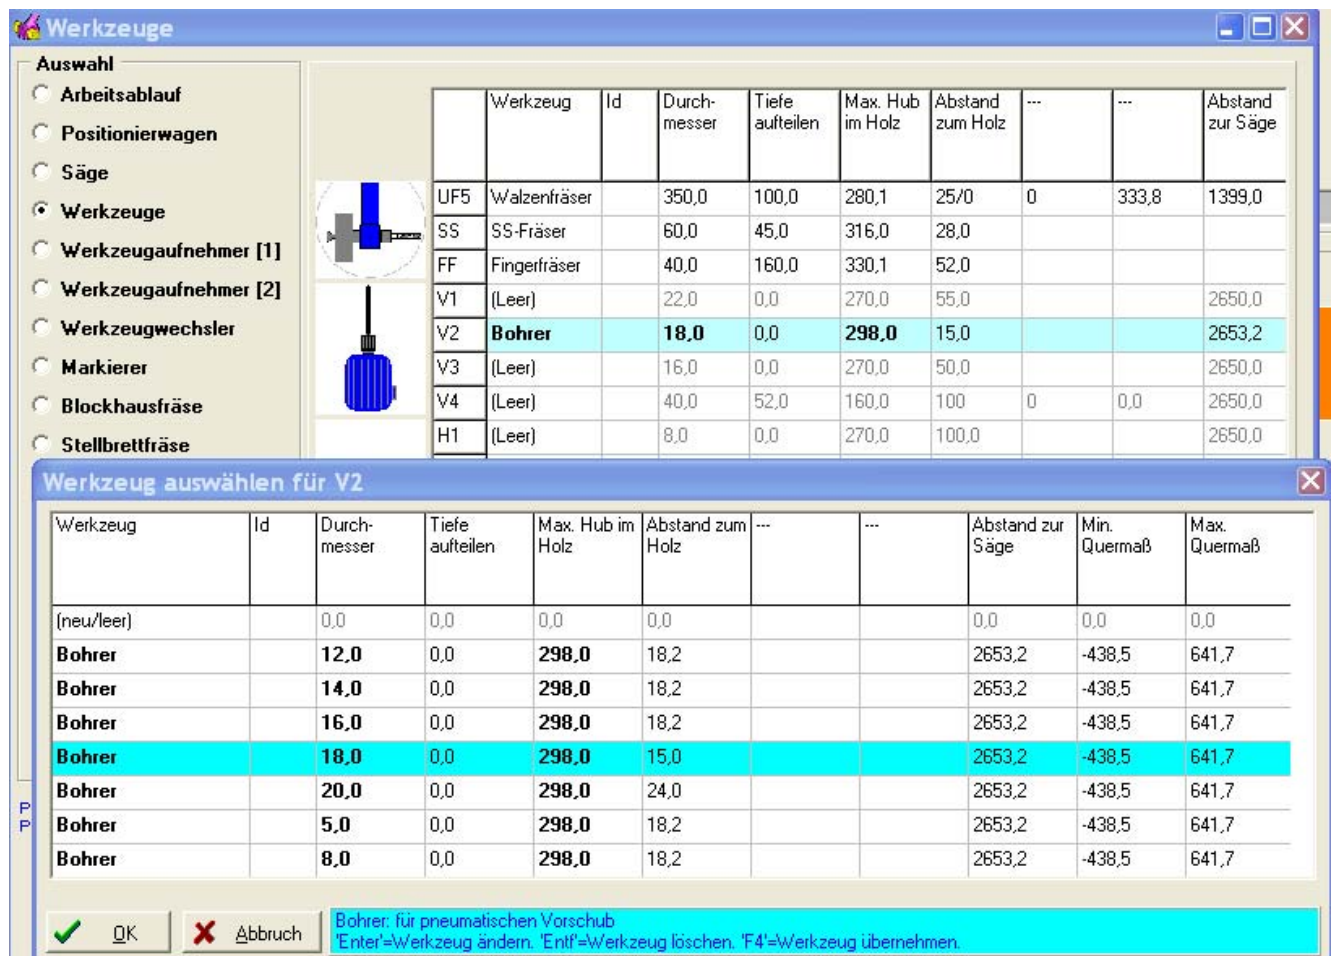 Werkzeuge
Auswahl
Arbeitsablauf
Positionierwagen
Säge
Werkzeuge
Werkzeugaufnehmer [1]
Werkzeugaufnehmer [2]
Werkzeugwechsler
Markierer
Blockhausfräse
Stellbrettfräse
Werkzeug Id Durch- Tiefe Max. Hub Abstand --- --- Abstand
messer aufteilen im Holz zum Holz zur Säge
UF5 Walzenfräser 350,0 100,0 280,1 25/0 0 333,8 1399,0
SS SS-Fräser 60,0 45,0 316,0 28,0
FF Fingerfräser 40,0 160,0 330,1 52,0
V1 (Leer) 22,0 0,0 270,0 55,0 2650,0
V2 Bohrer 18,0 0,0 298,0 15,0 2653,2
V3 (Leer) 16,0 0,0 270,0 50,0 2650,0
V4 (Leer) 40,0 52,0 160,0 100 0 0,0 2650,0
H1 (Leer) 8,0 0,0 270,0 100,0 2650,0
Werkzeug auswählen für V2
Werkzeug Id Durch- Tiefe Max. Hub im Abstand zum --- --- Abstand zur Min. Max.
messer aufteilen Holz Holz Säge Quermaß Quermaß
(neu/leer) 0,0 0,0 0,0 0,0 0,0 0,0 0,0
Bohrer 12,0 0,0 298,0 18,2 2653,2 -438,5 641,7
Bohrer 14,0 0,0 298,0 18,2 2653,2 -438,5 641,7
Bohrer 16,0 0,0 298,0 18,2 2653,2 -438,5 641,7
Bohrer 18,0 0,0 298,0 15,0 2653,2 -438,5 641,7
Bohrer 20,0 0,0 298,0 24,0 2653,2 -438,5 641,7
Bohrer 5,0 0,0 298,0 18,2 2653,2 -438,5 641,7
Bohrer 8,0 0,0 298,0 18,2 2653,2 -438,5 641,7
P
P
OK
Abbruch
Bohrer: für pneumatischen Vorschub
'Enter'=Werkzeug ändern. 'Entf'=Werkzeug löschen. 'F4'=Werkzeug übernehmen.